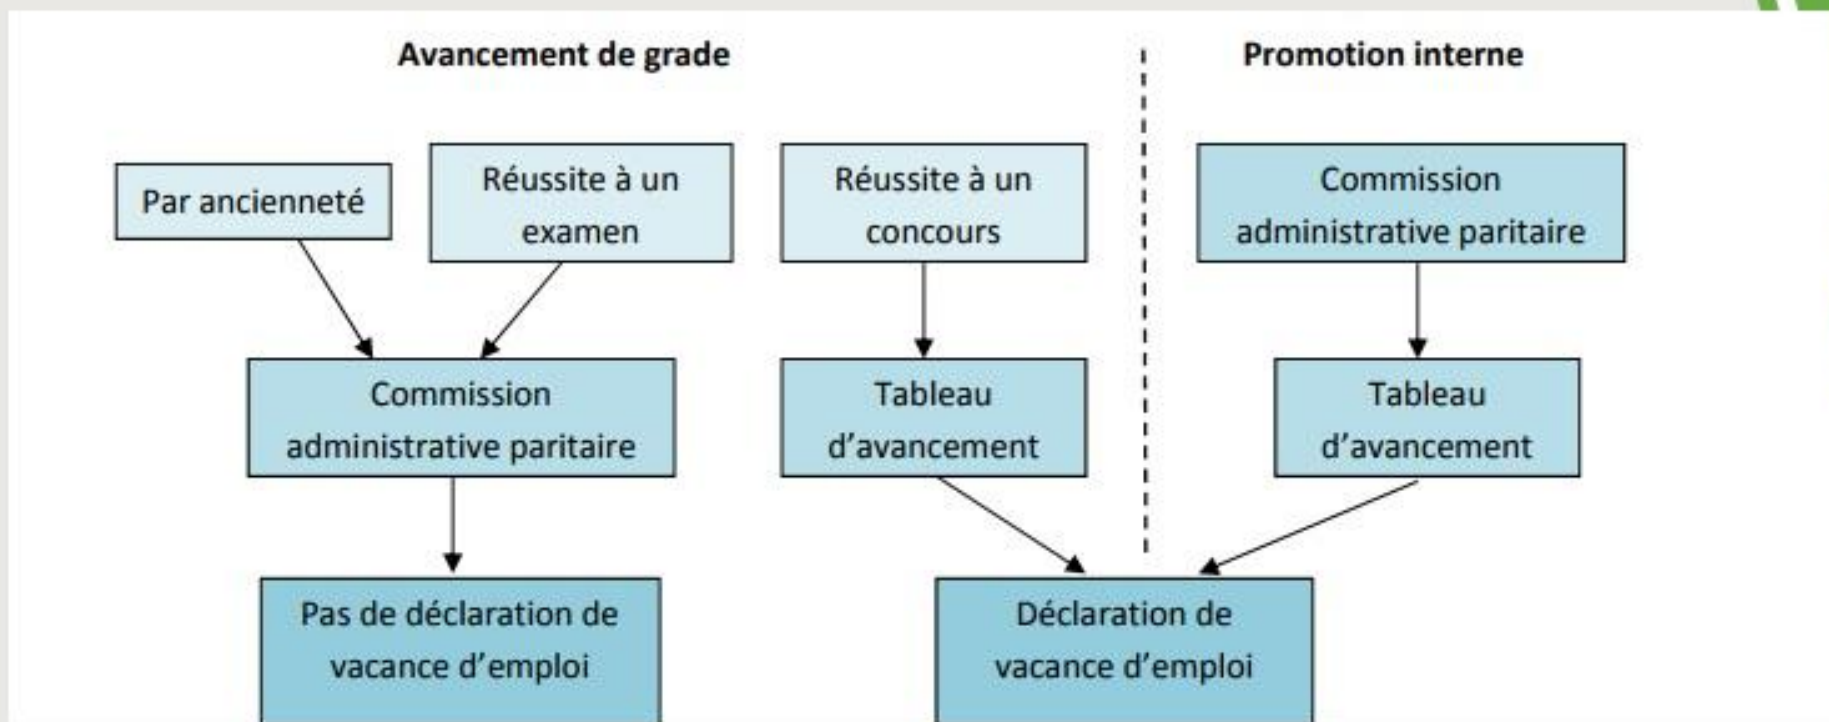 Avancement de grade
Promotion interne
Par ancienneté
Réussite à un
examen
Réussite à un
concours
Commission
administrative paritaire
Commission
administrative paritaire
Tableau
d’avancement
Tableau
d’avancement
Pas de déclaration de
vacance d’emploi
Déclaration de
vacance d’emploi